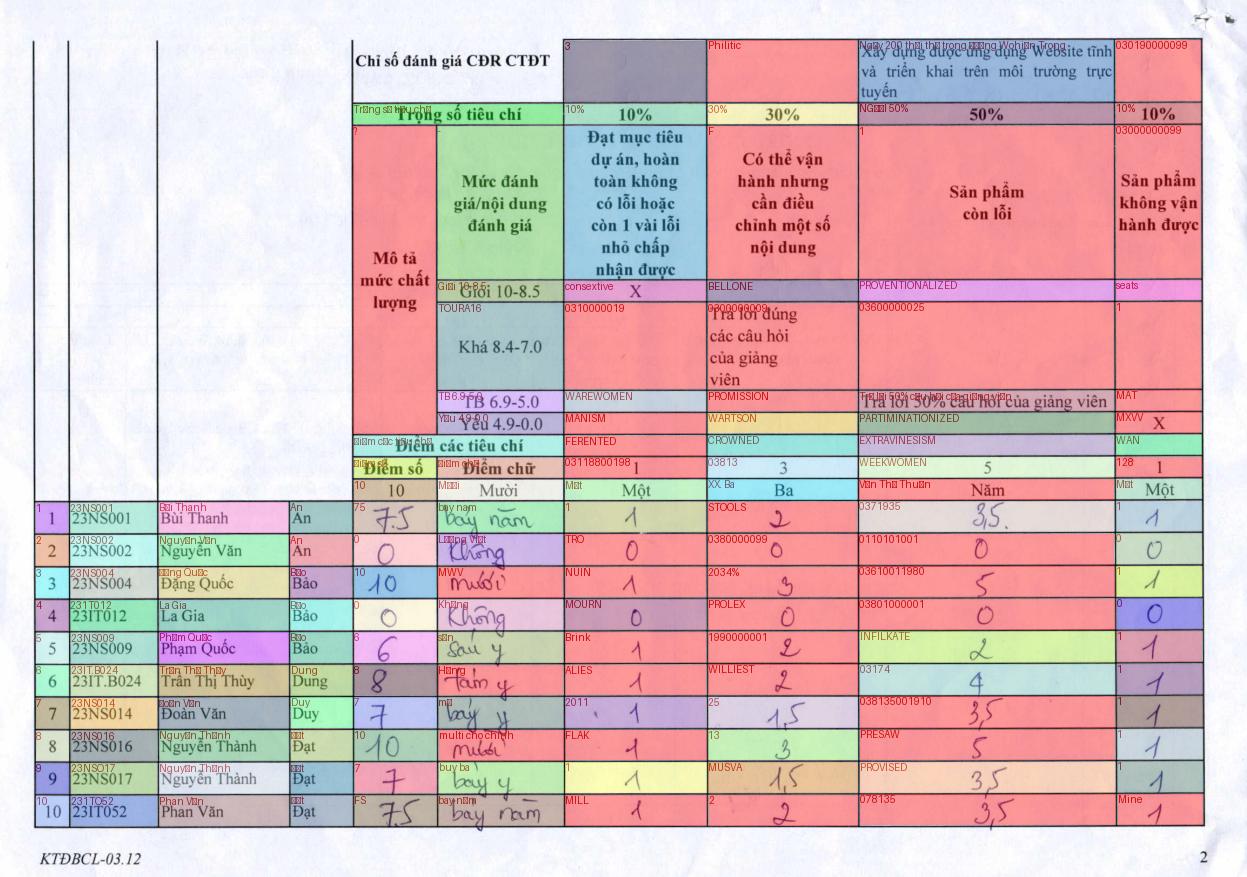 Chỉ số đánh giá CĐR CTĐT
Xây dựng được ứng dụng Website tĩnh
và triển khai trên môi trường trực
tuyến
Trọng số tiêu chí 10% 30% 50% 10%
Mô tả
mức chất
lượng
Mức đánh
giá/nội dung
đánh giá
Đạt mục tiêu
dự án, hoàn
toàn không
có lỗi hoặc
còn 1 vài lỗi
nhỏ chấp
nhận được
Có thể vận
hành nhưng
cần điều
chỉnh một số
nội dung
Sản phẩm
còn lỗi
Sản phẩm
không vận
hành được
Giỏi 10-8.5 X
Khá 8.4-7.0
Trả lời đúng
các câu hỏi
của giảng
viên
TB 6.9-5.0 Trả lời 50% câu hỏi của giảng viên
Yếu 4.9-0.0 X
Điểm các tiêu chí
Điểm số Điểm chữ 1 3 5 1
10 Mười Một Ba Năm Một
1 23NS001 Bùi Thanh An 7.5 bảy năm 1 2 3,5. 1
2 23NS002 Nguyễn Văn An 0 Không 0 0 0 0
3 23NS004 Đặng Quốc Bảo 10 mười 1 3 5 1
4 23IT012 La Gia Bảo 0 Không 0 0 0 0
5 23NS009 Phạm Quốc Bảo 6 sáu y 1 2 2 1
6 23IT.B024 Trần Thị Thùy Dung 8 tám y 1 2 4 1
7 23NS014 Đoàn Văn Duy 7 bảy y 1 1,5 3,5 1
8 23NS016 Nguyễn Thành Đạt 10 mười 1 3 5 1
9 23NS017 Nguyễn Thành Đạt 7 bảy y 1 1,5 3,5 1
10 23IT052 Phan Văn Đạt 7.5 bảy năm 1 2 3,5 1
KTĐBCL-03.12 2